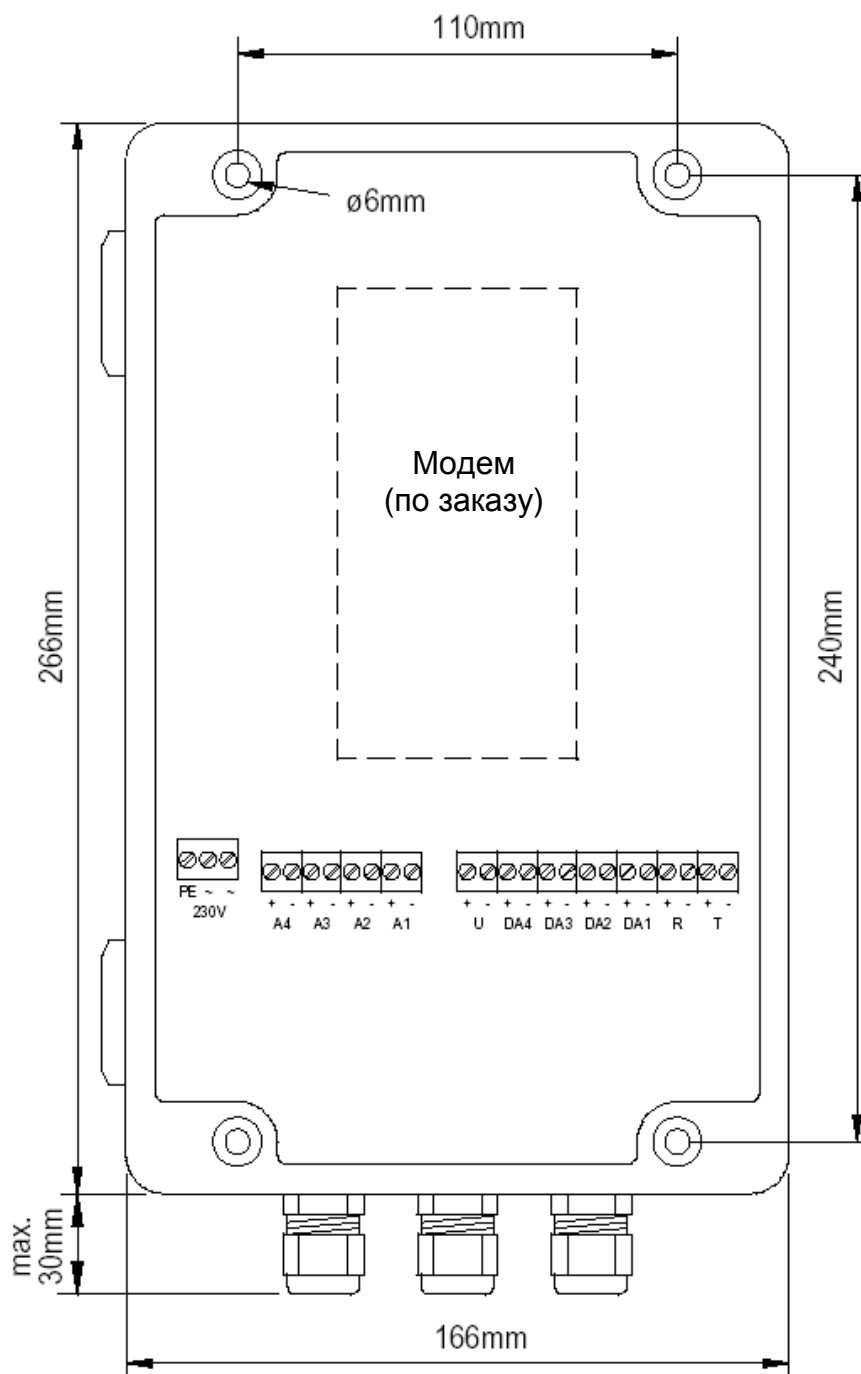 110mm
ø6mm
Модем
(по заказу)
266mm
240mm
PE ~ ~
230V
+ - + - + - + -
A4 A3 A2 A1
+ - + - + - + - + - + - + -
U DA4 DA3 DA2 DA1 R T
max.
30mm
166mm